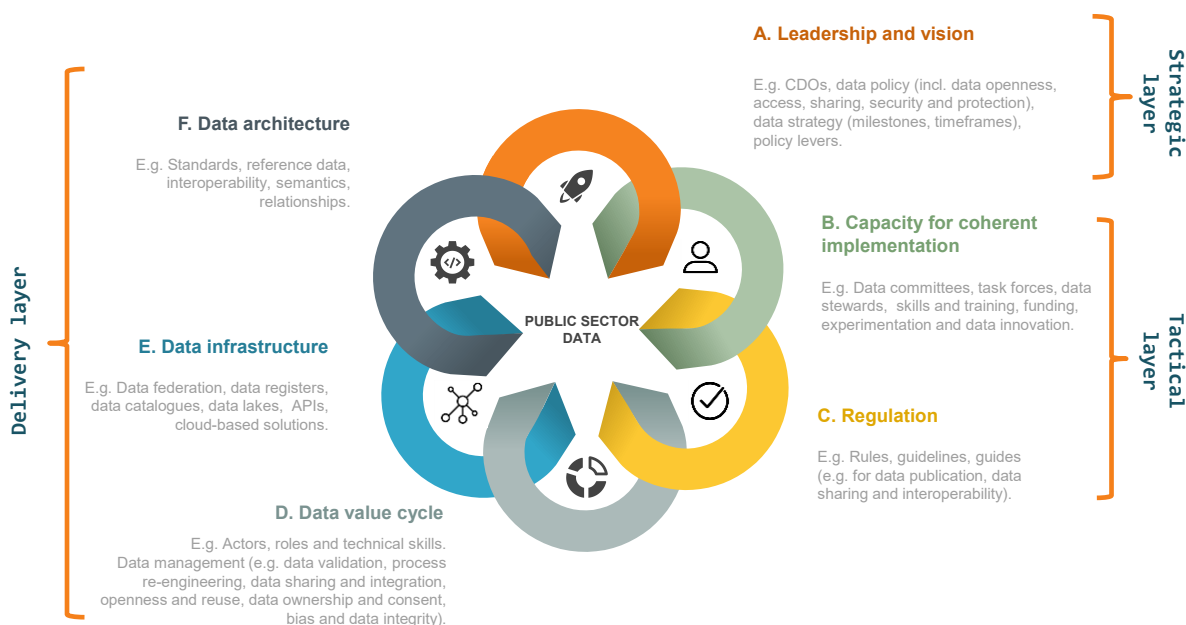 A. Leadership and vision
E.g. CDOs, data policy (incl. data openness,
access, sharing, security and protection),
data strategy (milestones, timeframes),
policy levers.
Strategic
layer
B. Capacity for coherent
implementation
E.g. Data committees, task forces, data
stewards, skills and training, funding,
experimentation and data innovation.
C. Regulation
E.g. Rules, guidelines, guides
(e.g. for data publication, data
sharing and interoperability).
Tactical
layer
D. Data value cycle
E.g. Actors, roles and technical skills.
Data management (e.g. data validation, process
re-engineering, data sharing and integration,
openness and reuse, data ownership and consent,
bias and data integrity).
E. Data infrastructure
E.g. Data federation, data registers,
data catalogues, data lakes, APIs,
cloud-based solutions.
F. Data architecture
E.g. Standards, reference data,
interoperability, semantics,
relationships.
Delivery layer
PUBLIC SECTOR
DATA
</>